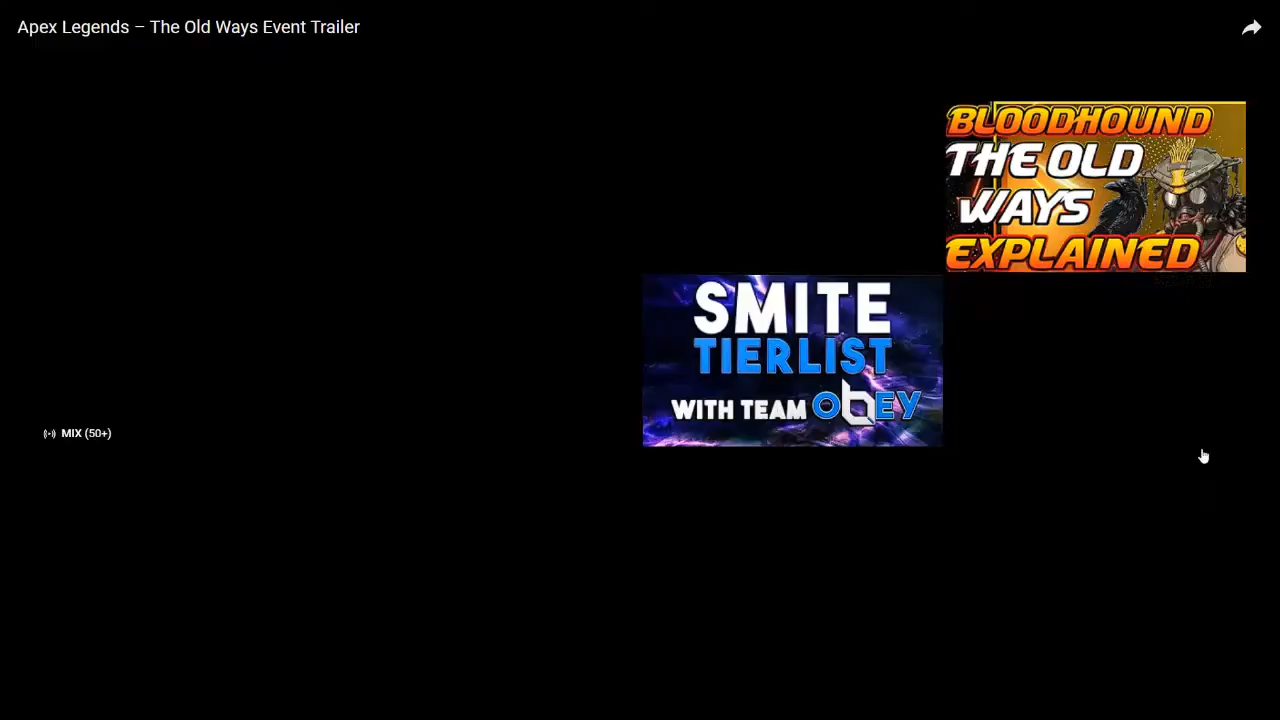 Apex Legends – The Old Ways Event Trailer
BLOODHOUND
THE OLD
WAYS
EXPLAINED
SMITE
TIERLIST
WITH TEAM OBEY
MIX (50+)